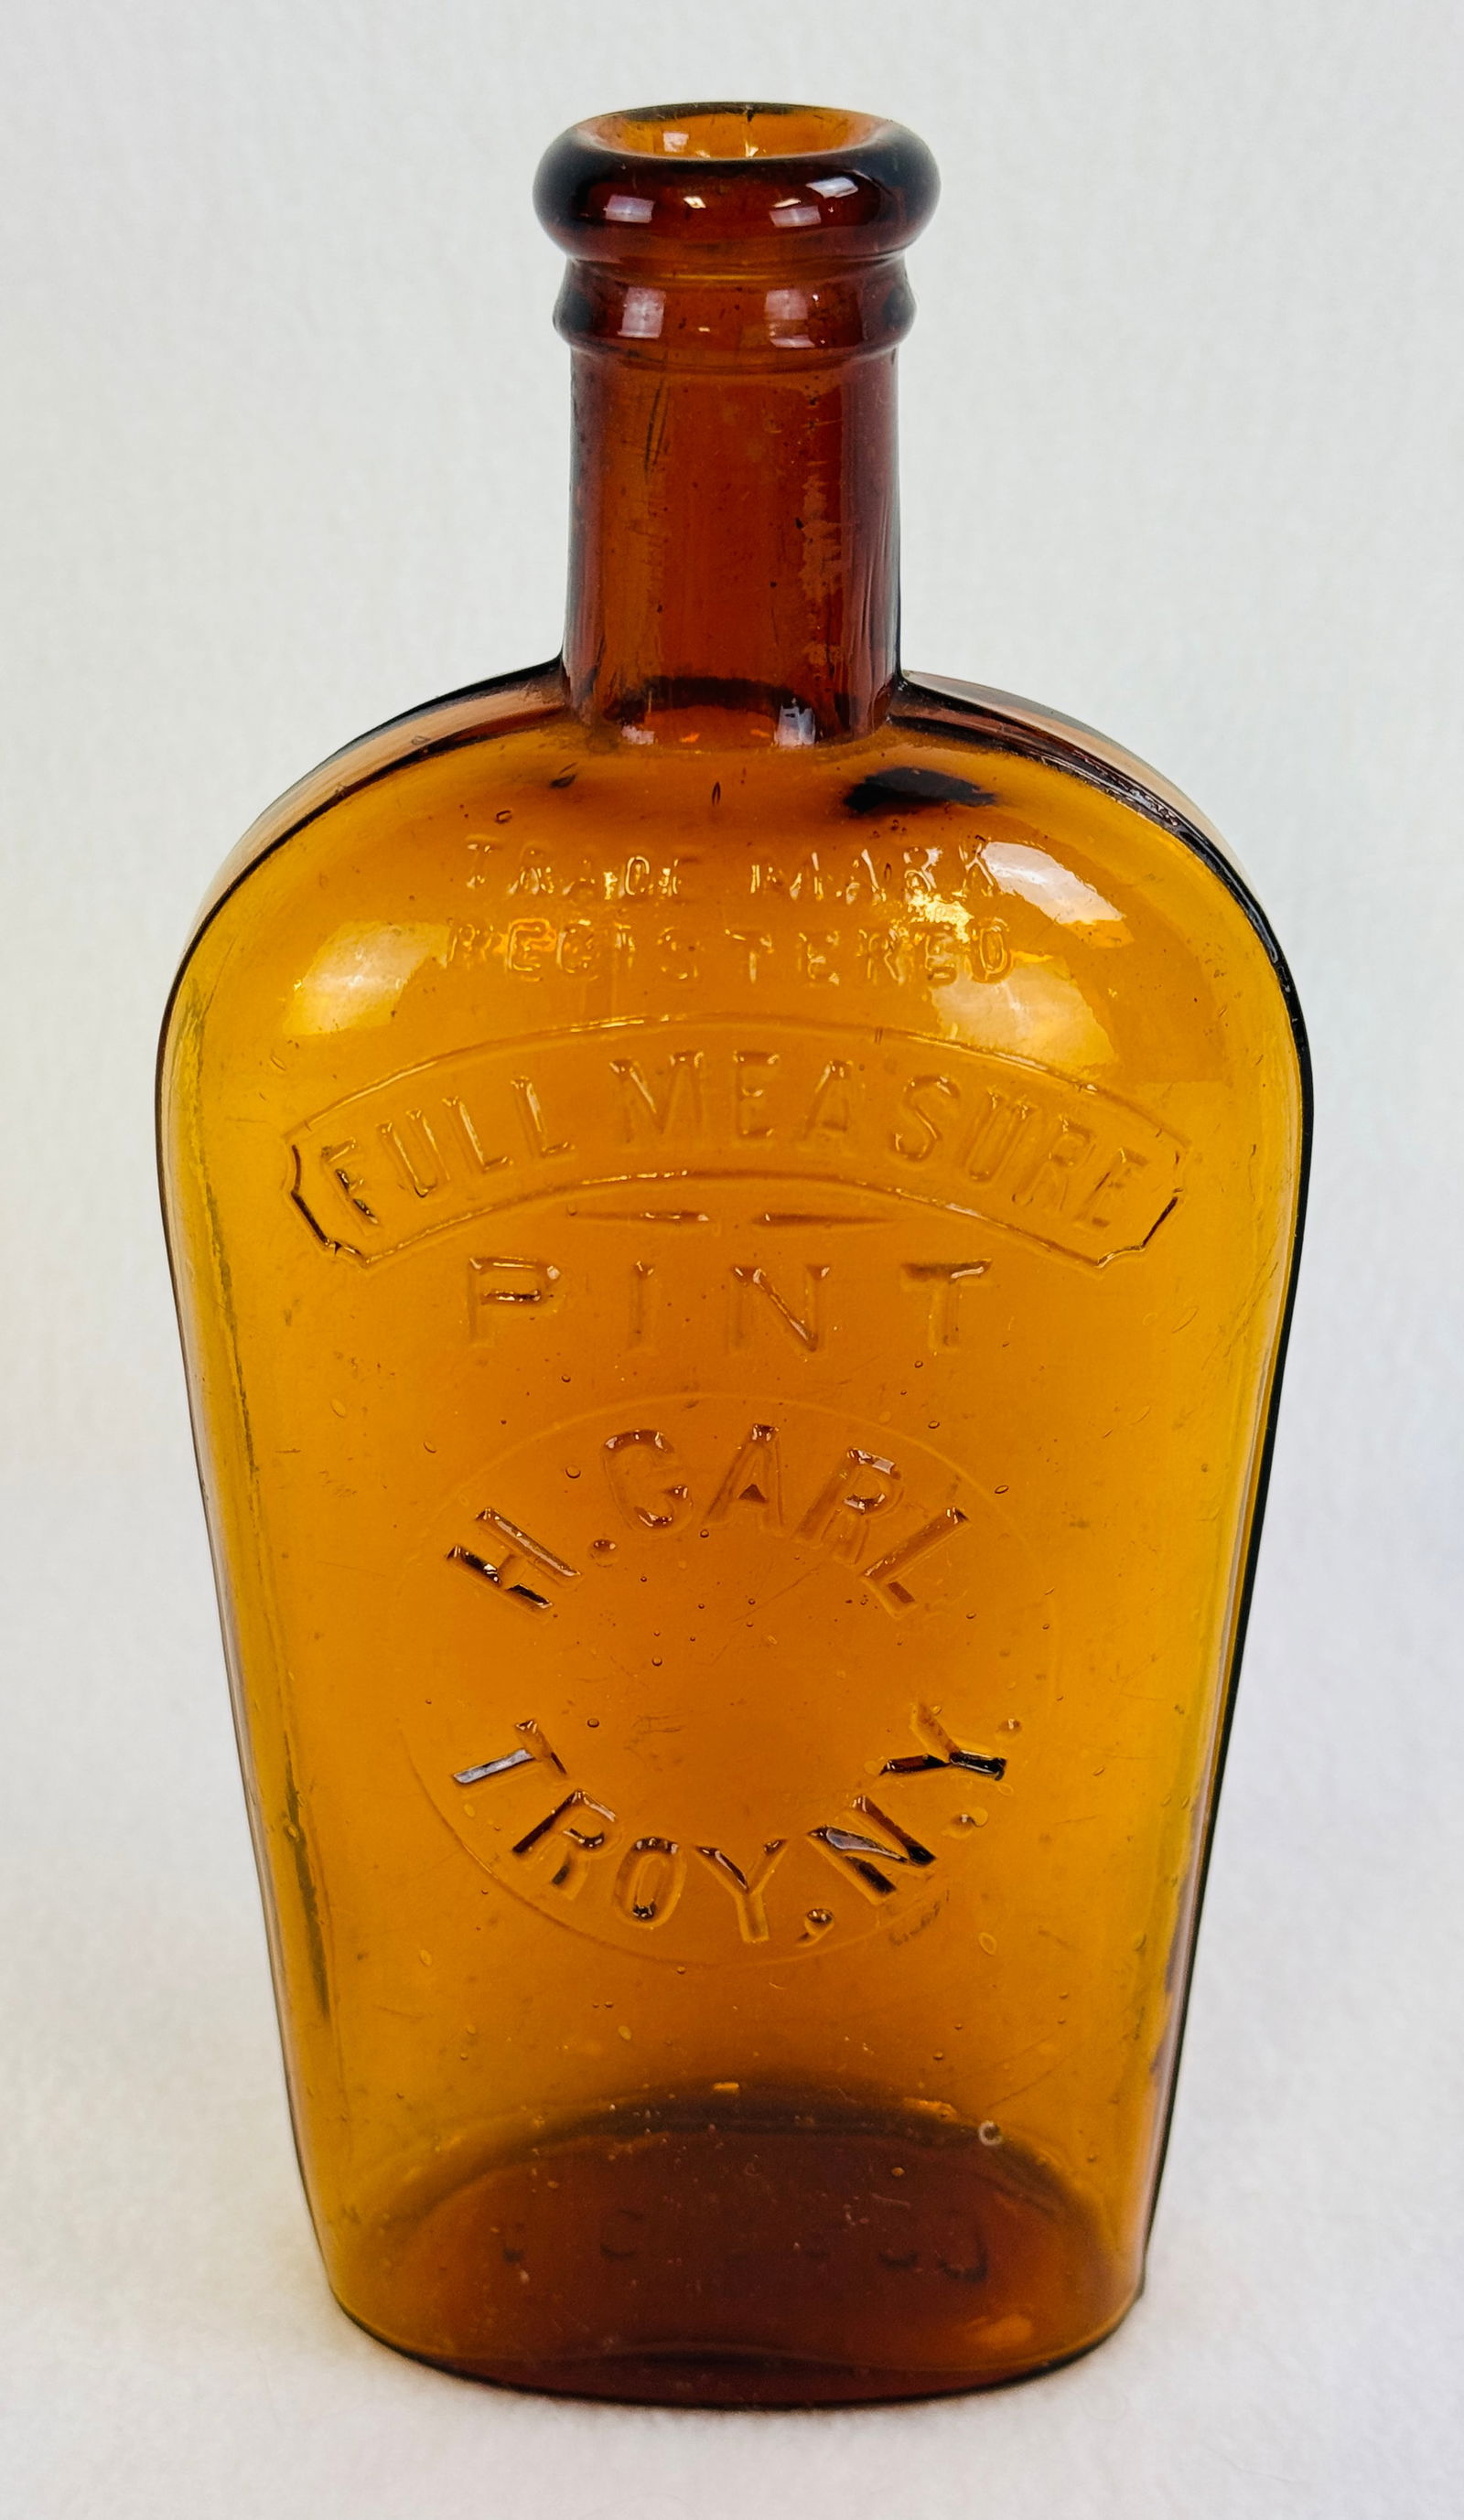 TRADE MARK
REGISTERED
FULL MEASURE
PINT
H. CARL
TROY, N.Y.